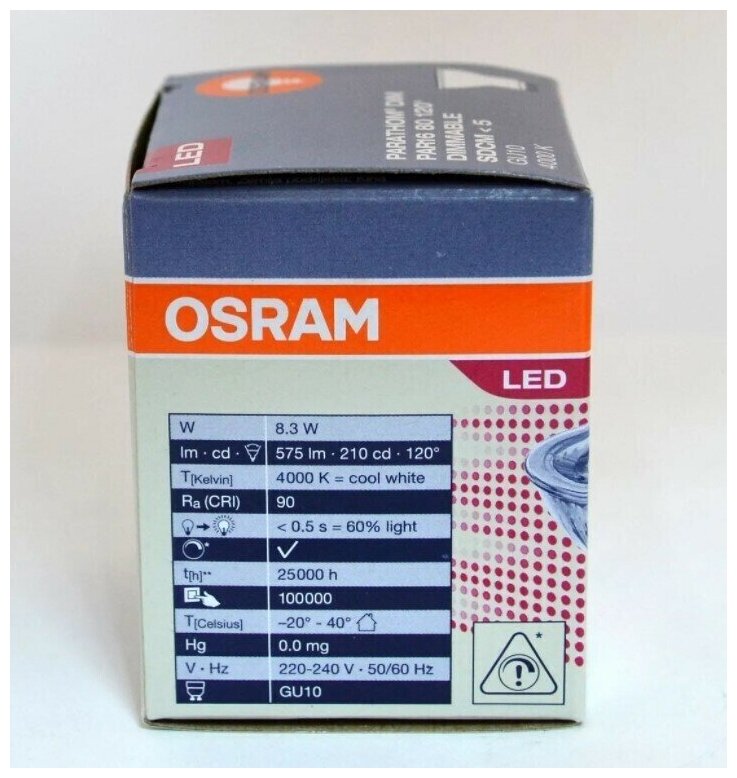 LED
PARATHOM® DIM
PAR16 80 120°
DIMMABLE
SDCM < 5
GU10
4000 K
OSRAM
LED
W 8.3 W
lm · cd · 575 lm · 210 cd · 120°
T[Kelvin] 4000 K = cool white
Ra (CRI) 90
< 0.5 s = 60% light
*
t[h]** 25000 h
100000
T[Celsius] –20° - 40°
Hg 0.0 mg
V · Hz 220-240 V · 50/60 Hz
GU10
*